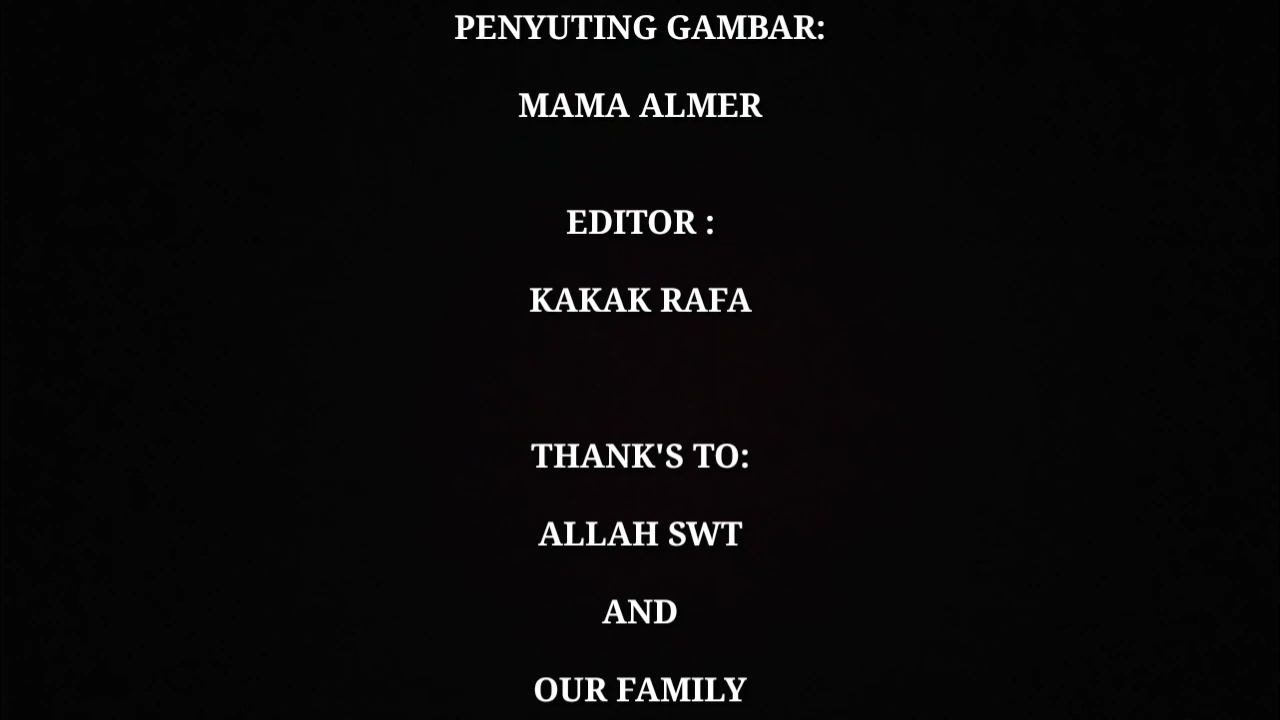 PENYUTING GAMBAR:
MAMA ALMER
EDITOR :
KAKAK RAFA
THANK'S TO:
ALLAH SWT
AND
OUR FAMILY